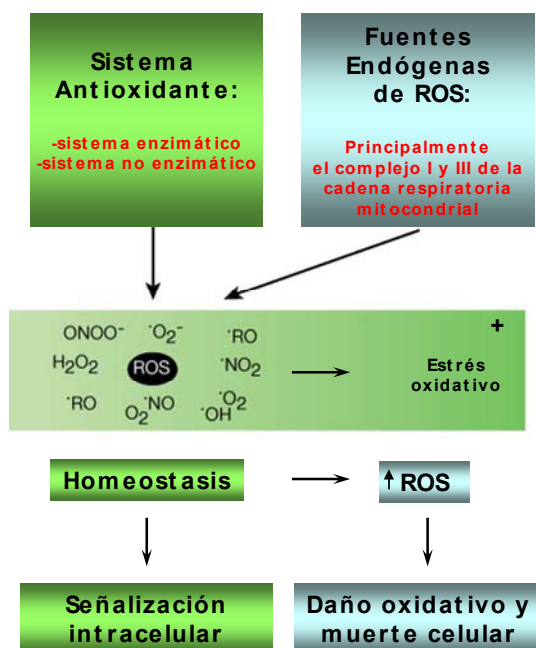 Sistema
Antioxidante:
-sistema enzimático
-sistema no enzimático
Fuentes
Endógenas
de ROS:
Principalmente
el complejo I y III de la
cadena respiratoria
mitocondrial
ONOO⁻ ˙O₂⁻ ˙RO
H₂O₂ ROS ˙NO₂
˙RO O₂˙NO ˙OH ˙O₂
+
Estrés
oxidativo
Homeostasis
↑ROS
Señalización
intracelular
Daño oxidativo y
muerte celular